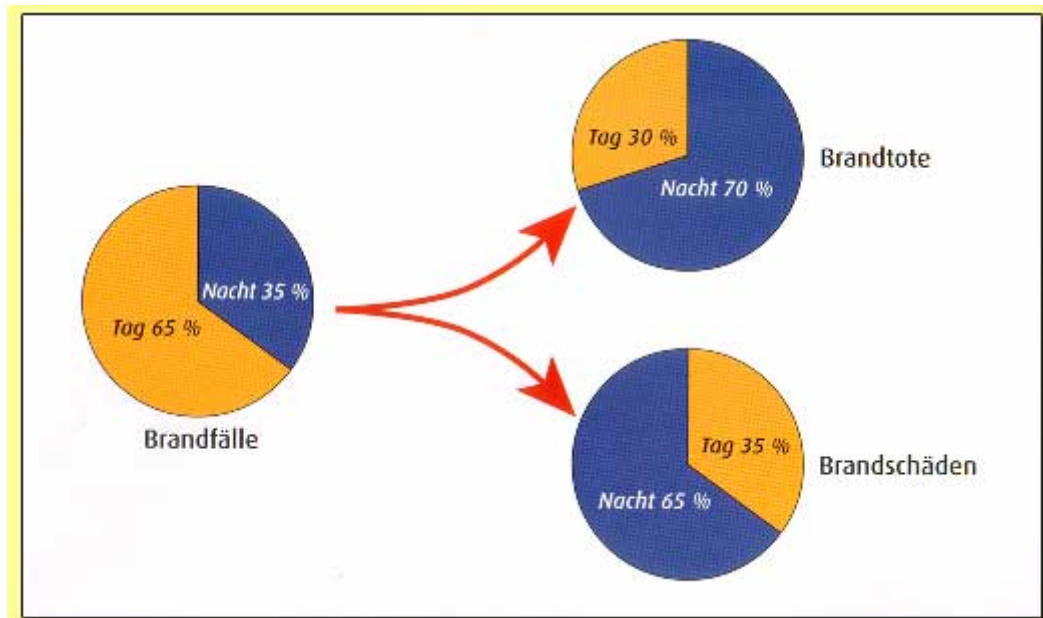 Tag 30 %
Nacht 70 %
Brandtote
Nacht 35 %
Tag 65 %
Brandfälle
Tag 35 %
Nacht 65 %
Brandschäden